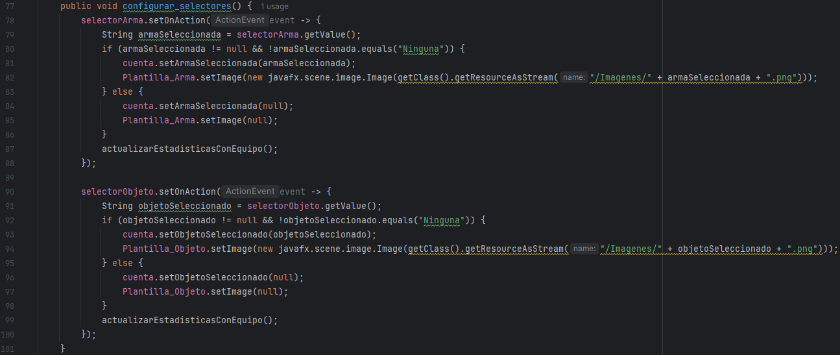 77 public void configurar_selectores() { 1 usage
78 selectorArma.setOnAction( ActionEvent event -> {
79 String armaSeleccionada = selectorArma.getValue();
80 if (armaSeleccionada != null && !armaSeleccionada.equals("Ninguna")) {
81 cuenta.setArmaSeleccionada(armaSeleccionada);
82 Plantilla_Arma.setImage(new javafx.scene.image.Image(getClass().getResourceAsStream( name: "/Imagenes/" + armaSeleccionada + ".png")));
83 } else {
84 cuenta.setArmaSeleccionada(null);
85 Plantilla_Arma.setImage(null);
86 }
87 actualizarEstadisticasConEquipo();
88 });
89
90 selectorObjeto.setOnAction( ActionEvent event -> {
91 String objetoSeleccionado = selectorObjeto.getValue();
92 if (objetoSeleccionado != null && !objetoSeleccionado.equals("Ninguna")) {
93 cuenta.setObjetoSeleccionado(objetoSeleccionado);
94 Plantilla_Objeto.setImage(new javafx.scene.image.Image(getClass().getResourceAsStream( name: "/Imagenes/" + objetoSeleccionado + ".png")));
95 } else {
96 cuenta.setObjetoSeleccionado(null);
97 Plantilla_Objeto.setImage(null);
98 }
99 actualizarEstadisticasConEquipo();
100 });
101 }